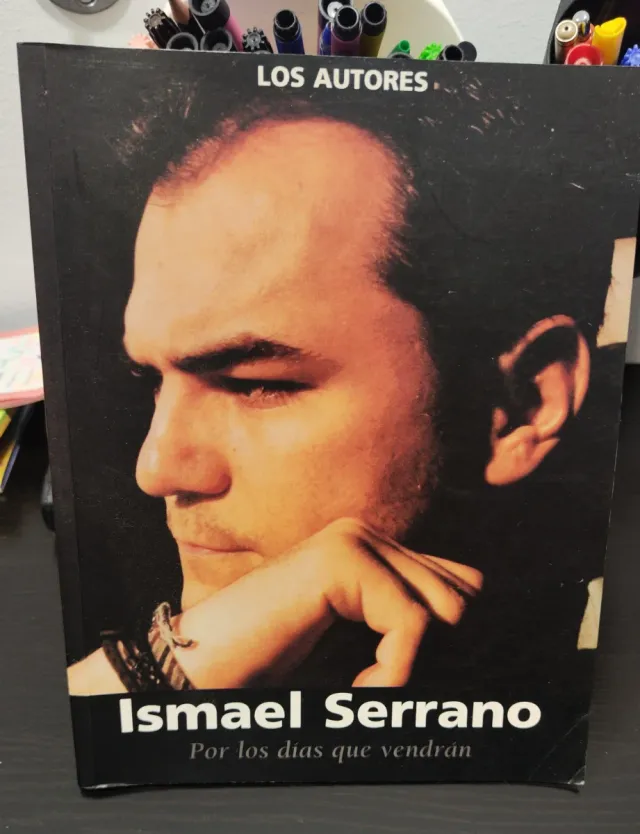 LOS AUTORES
Ismael Serrano
Por los días que vendrán